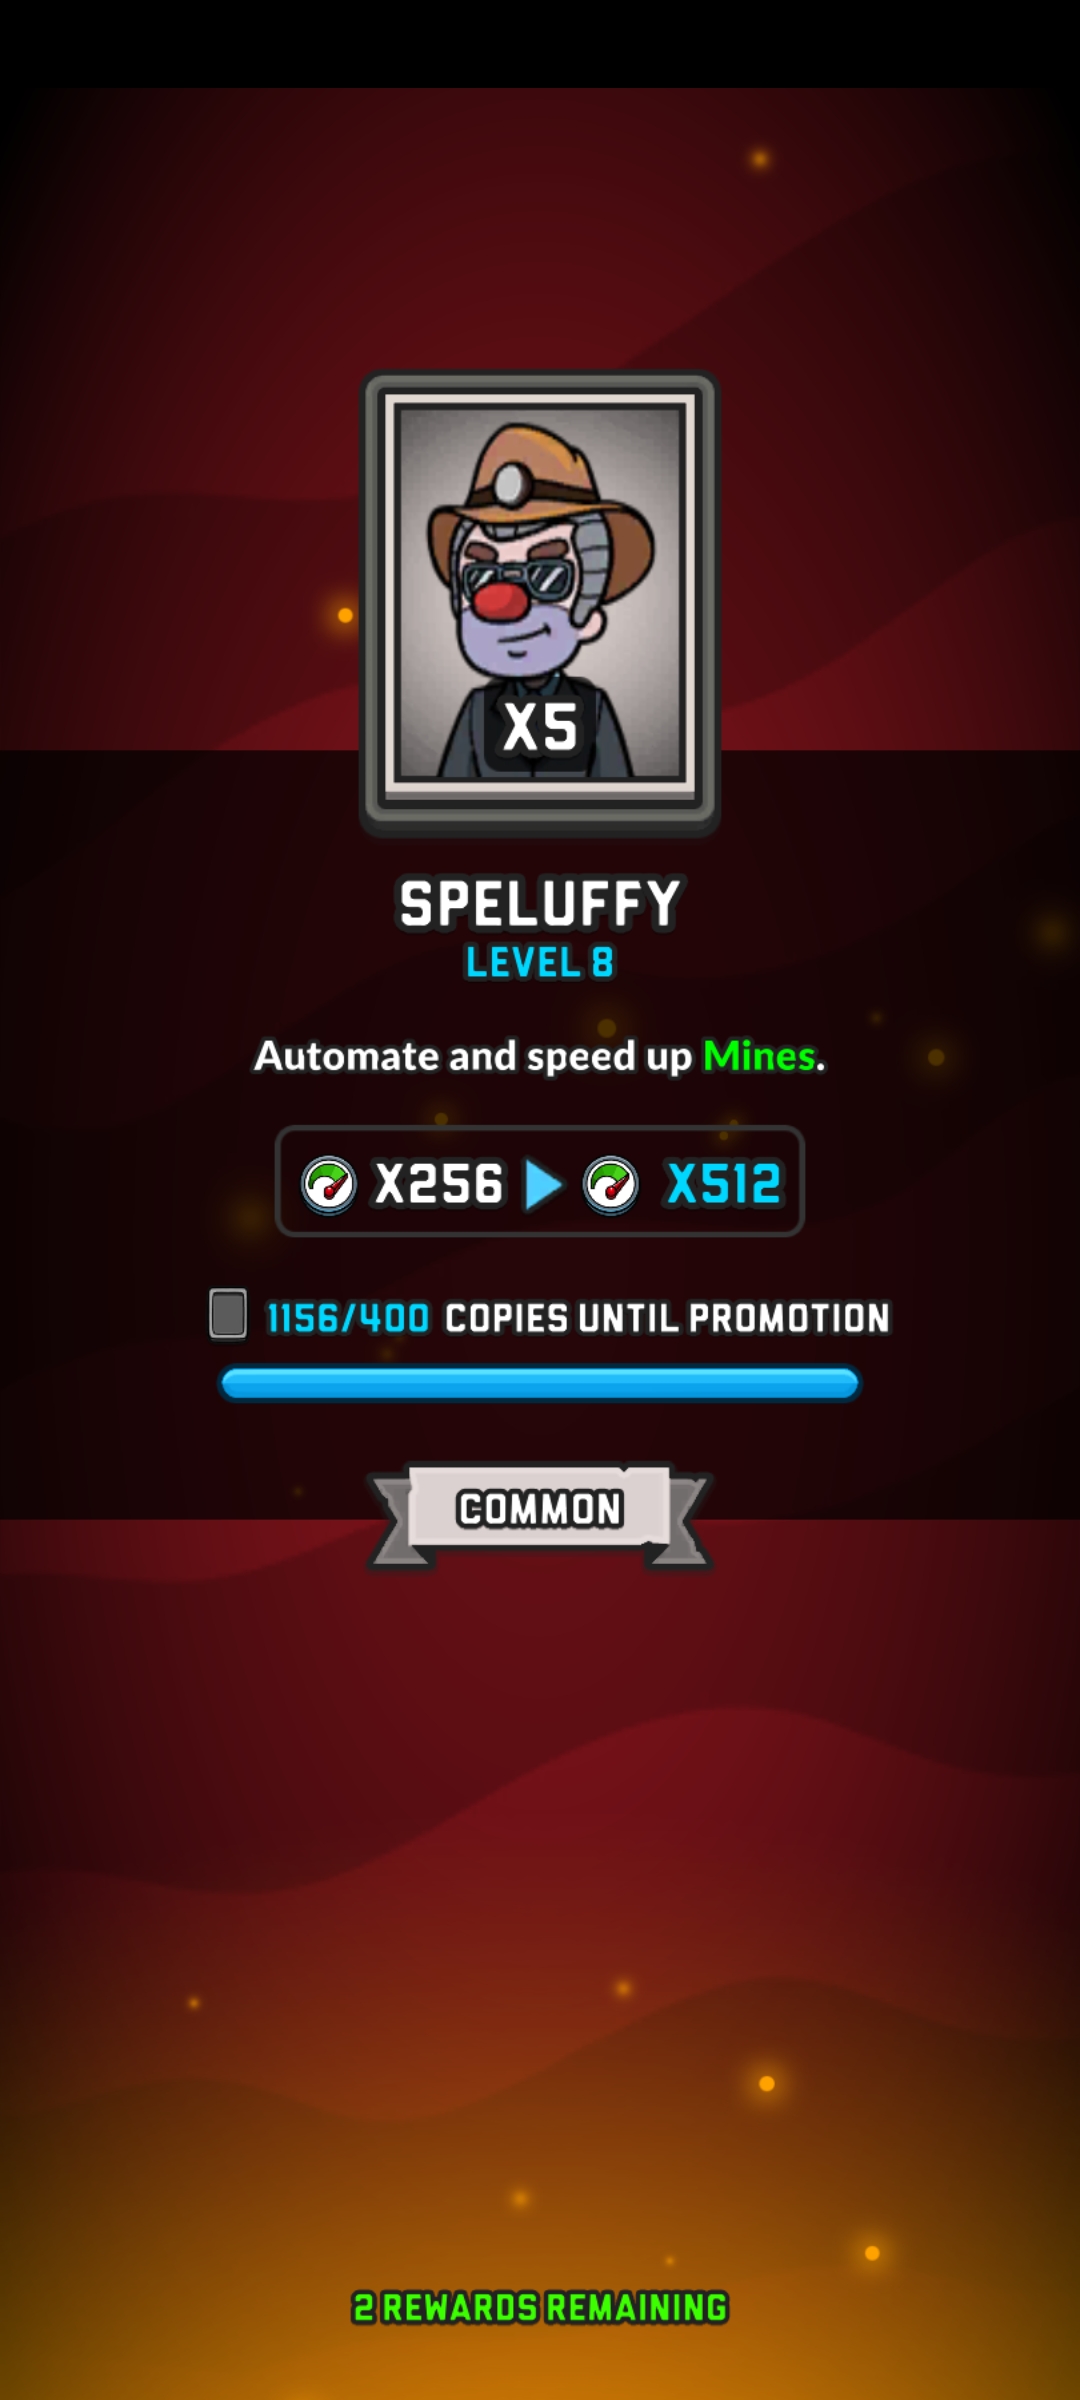 X5
SPELUFFY
LEVEL 8
Automate and speed up Mines.
X256 X512
1156/400 COPIES UNTIL PROMOTION
COMMON
2 REWARDS REMAINING